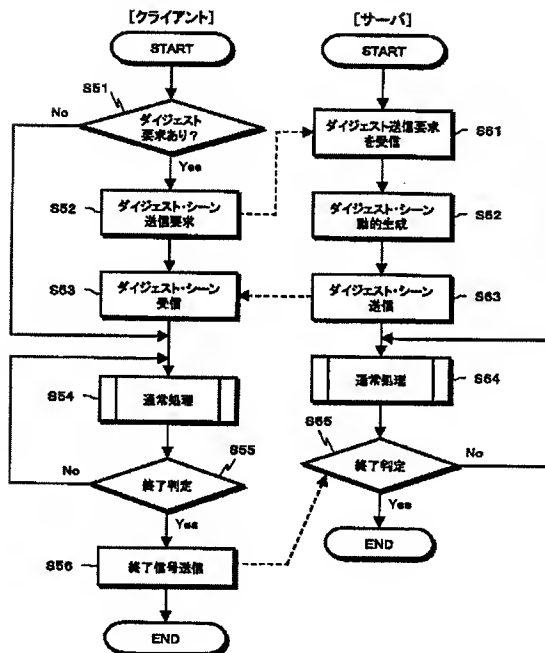 [クライアント]
START
S51
No
ダイジェスト
要求あり?
Yes
S52
ダイジェスト・シーン
送信要求
S53
ダイジェスト・シーン
受信
S54
通常処理
S55
No
終了判定
Yes
S56
終了信号送信
END
[サーバ]
START
ダイジェスト送信要求
を受信
S61
ダイジェスト・シーン
動的生成
S62
ダイジェスト・シーン
送信
S63
通常処理
S64
S65
No
終了判定
Yes
END